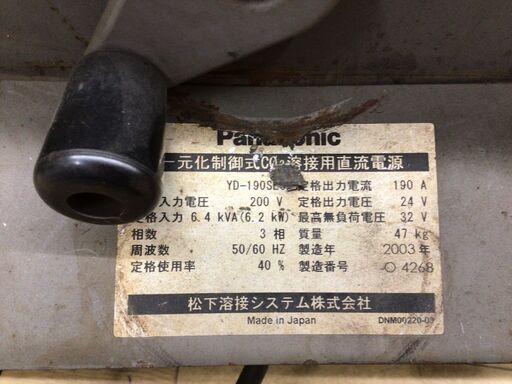 Panasonic
一元化制御式CO₂溶接用直流電源
YD-190SL 定格出力電流 190 A
入力電圧 200 V 定格出力電圧 24 V
定格入力 6.4 kVA(6.2 kW) 最高無負荷電圧 32 V
相数 3 相 質量 47 kg
周波数 50/60 HZ 製造年 2003年
定格使用率 40 % 製造番号 -O 4268
松下溶接システム株式会社
Made in Japan DNM00220-03